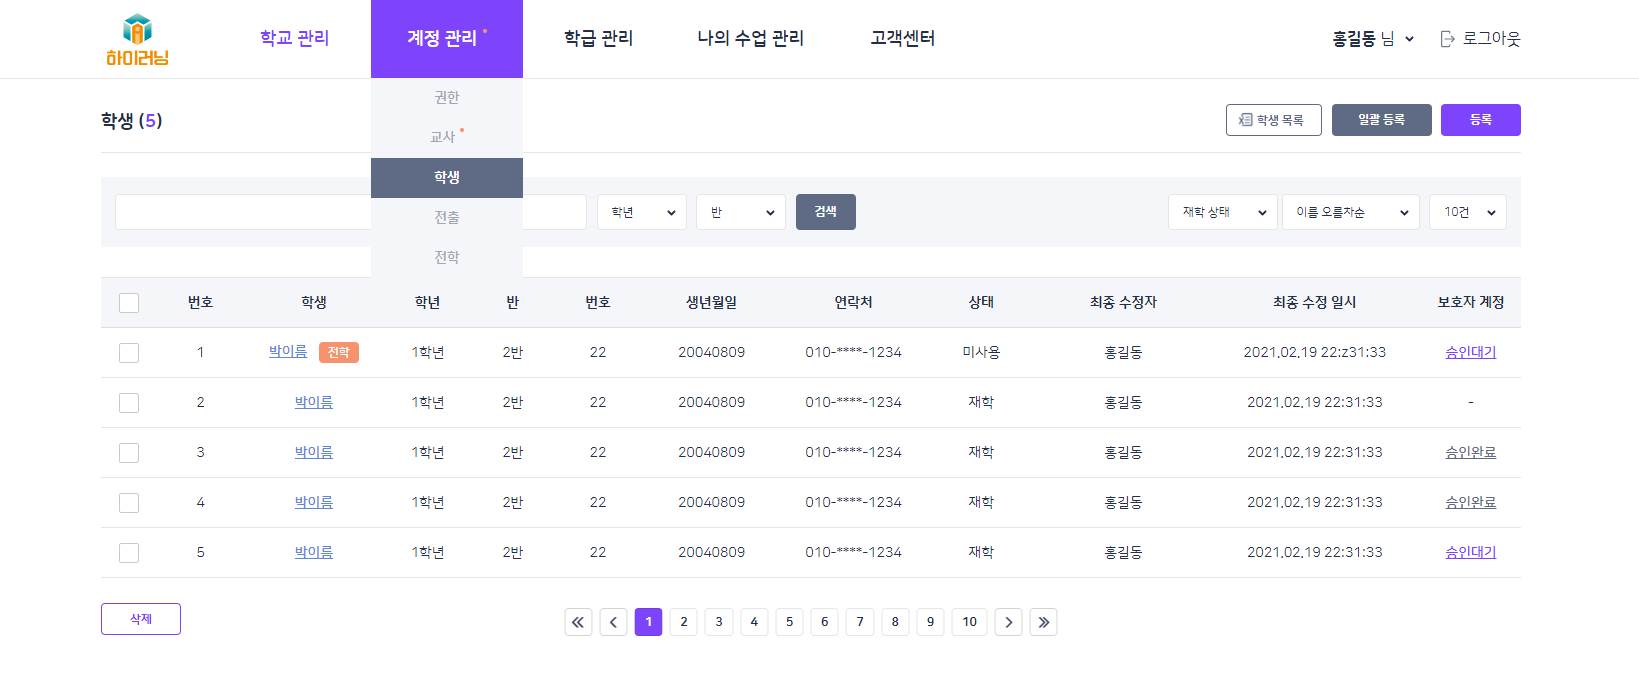 하이러닝
학교 관리 계정 관리 학급 관리 나의 수업 관리 고객센터 홍길동 님 로그아웃
권한
교사
학생
전출
전학
학생 (5) 학생 목록 일괄 등록 등록
학년 반 검색 재학 상태 이름 오름차순 10건
번호 학생 학년 반 번호 생년월일 연락처 상태 최종 수정자 최종 수정 일시 보호자 계정
1 박이름 전학 1학년 2반 22 20040809 010-****-1234 미사용 홍길동 2021.02.19 22:z31:33 승인대기
2 박이름 1학년 2반 22 20040809 010-****-1234 재학 홍길동 2021.02.19 22:31:33 -
3 박이름 1학년 2반 22 20040809 010-****-1234 재학 홍길동 2021.02.19 22:31:33 승인완료
4 박이름 1학년 2반 22 20040809 010-****-1234 재학 홍길동 2021.02.19 22:31:33 승인완료
5 박이름 1학년 2반 22 20040809 010-****-1234 재학 홍길동 2021.02.19 22:31:33 승인대기
삭제 1 2 3 4 5 6 7 8 9 10